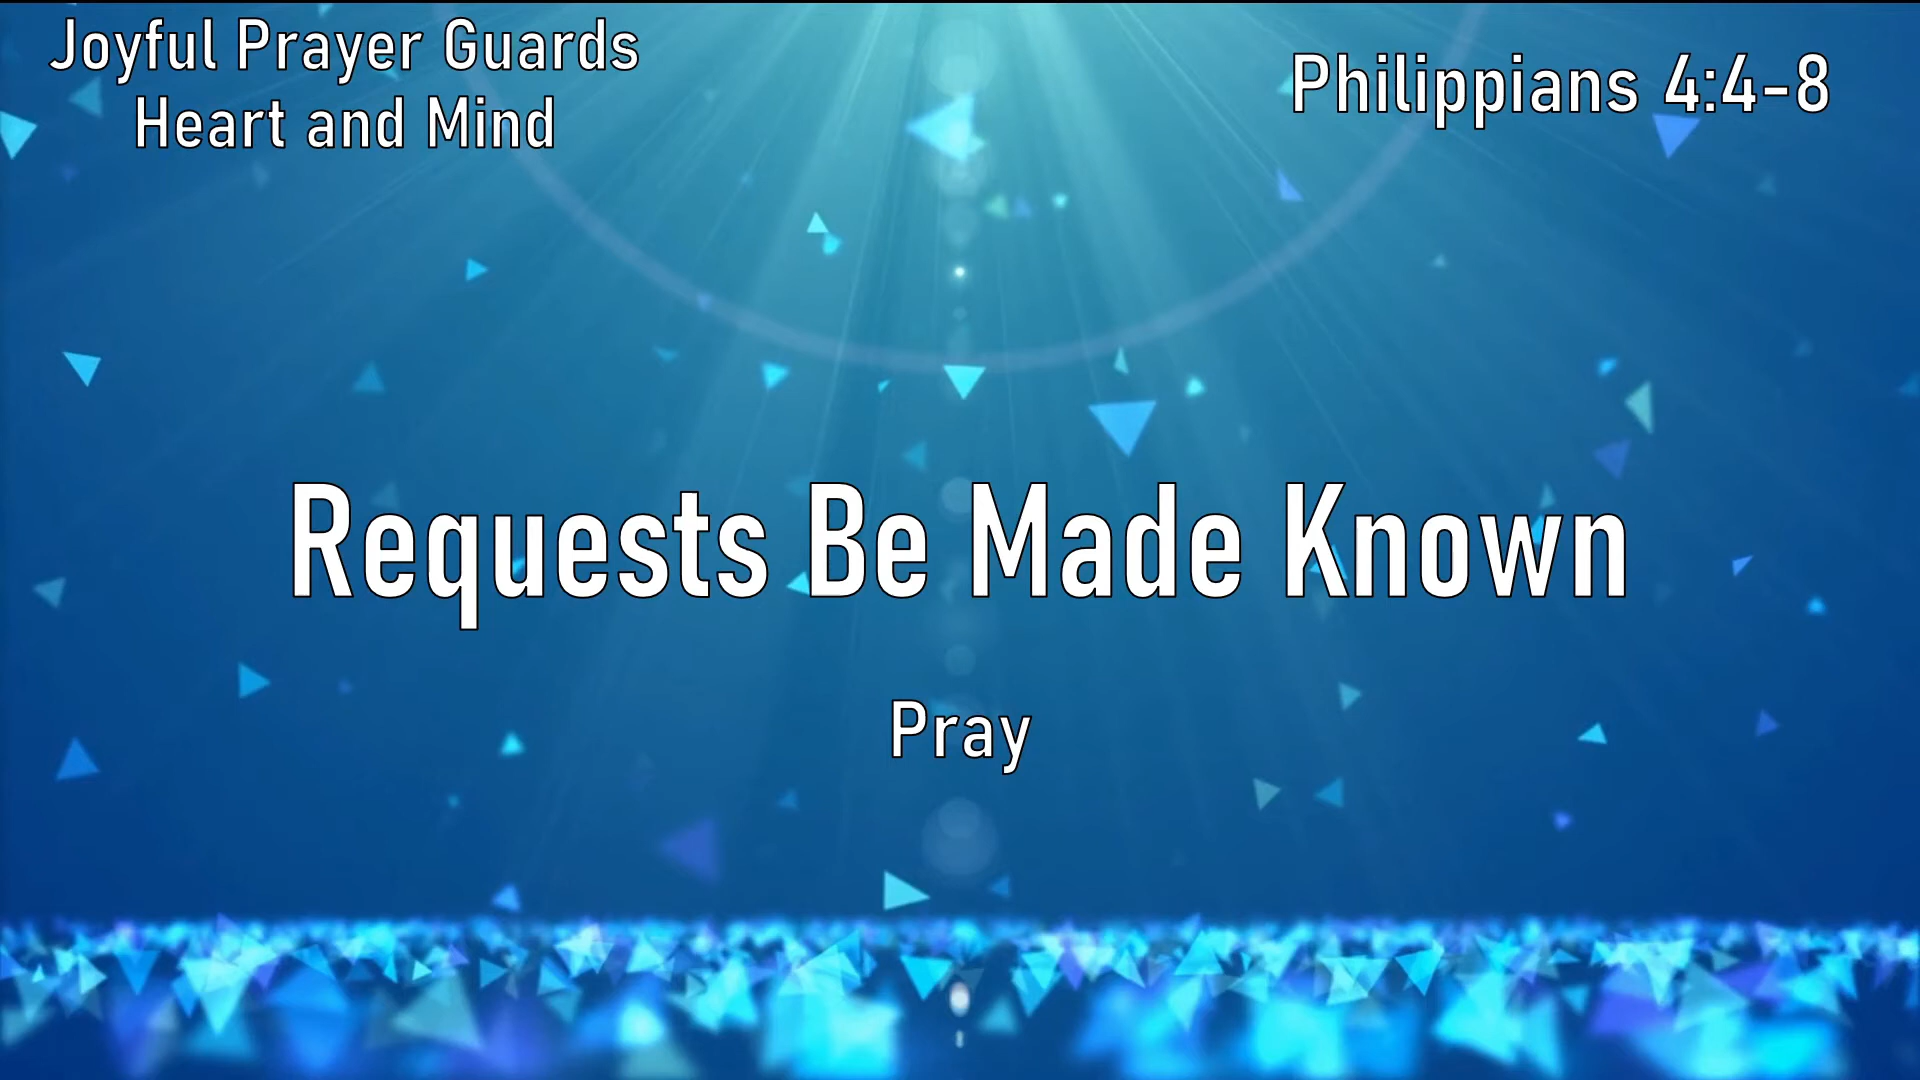 Joyful Prayer Guards
Heart and Mind
Philippians 4:4-8
Requests Be Made Known
Pray